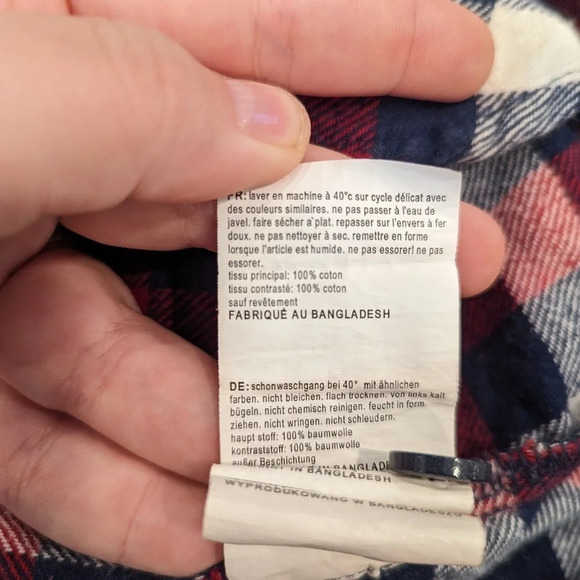 FR: laver en machine à 40°c sur cycle délicat avec
des couleurs similaires. ne pas passer à l'eau de
javel. faire sécher a'plat. repasser sur l'envers à fer
doux. ne pas nettoyer à sec. remettre en forme
lorsque l'article est humide. ne pas essorer! ne pas
essorer.
tissu principal: 100% coton
tissu contrasté: 100% coton
sauf revêtement
FABRIQUÉ AU BANGLADESH
DE: schonwaschgang bei 40° mit ähnlichen
farben. nicht bleichen. flach trocknen. von links kalt
bügeln. nicht chemisch reinigen. feucht in form
ziehen. nicht wringen. nicht schleudern.
haupt stoff: 100% baumwolle
kontraststoff: 100% baumwolle
außer Beschichtung
IN BANGLADESH
WYPRODUKOWANO W BANGLADESZU